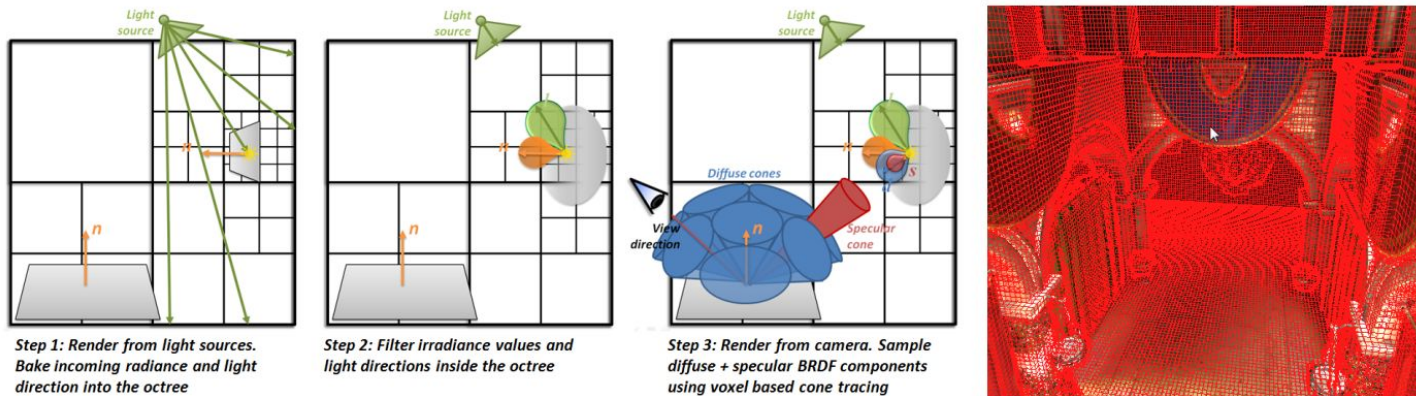 Light
source
n
n
Step 1: Render from light sources.
Bake incoming radiance and light
direction into the octree
Light
source
l
n
n
Step 2: Filter irradiance values and
light directions inside the octree
Light
source
l
n
s
d
Diffuse cones
View
direction
n
Specular
cone
Step 3: Render from camera. Sample
diffuse + specular BRDF components
using voxel based cone tracing